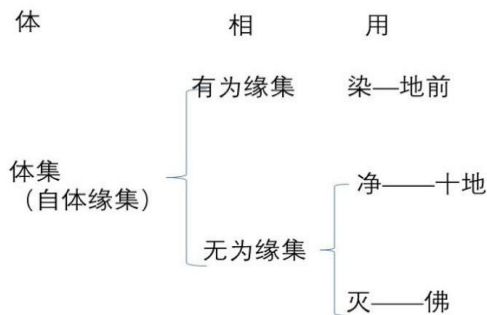 体 相 用
有为缘集 染—地前
体集
（自体缘集）
净——十地
无为缘集
灭——佛